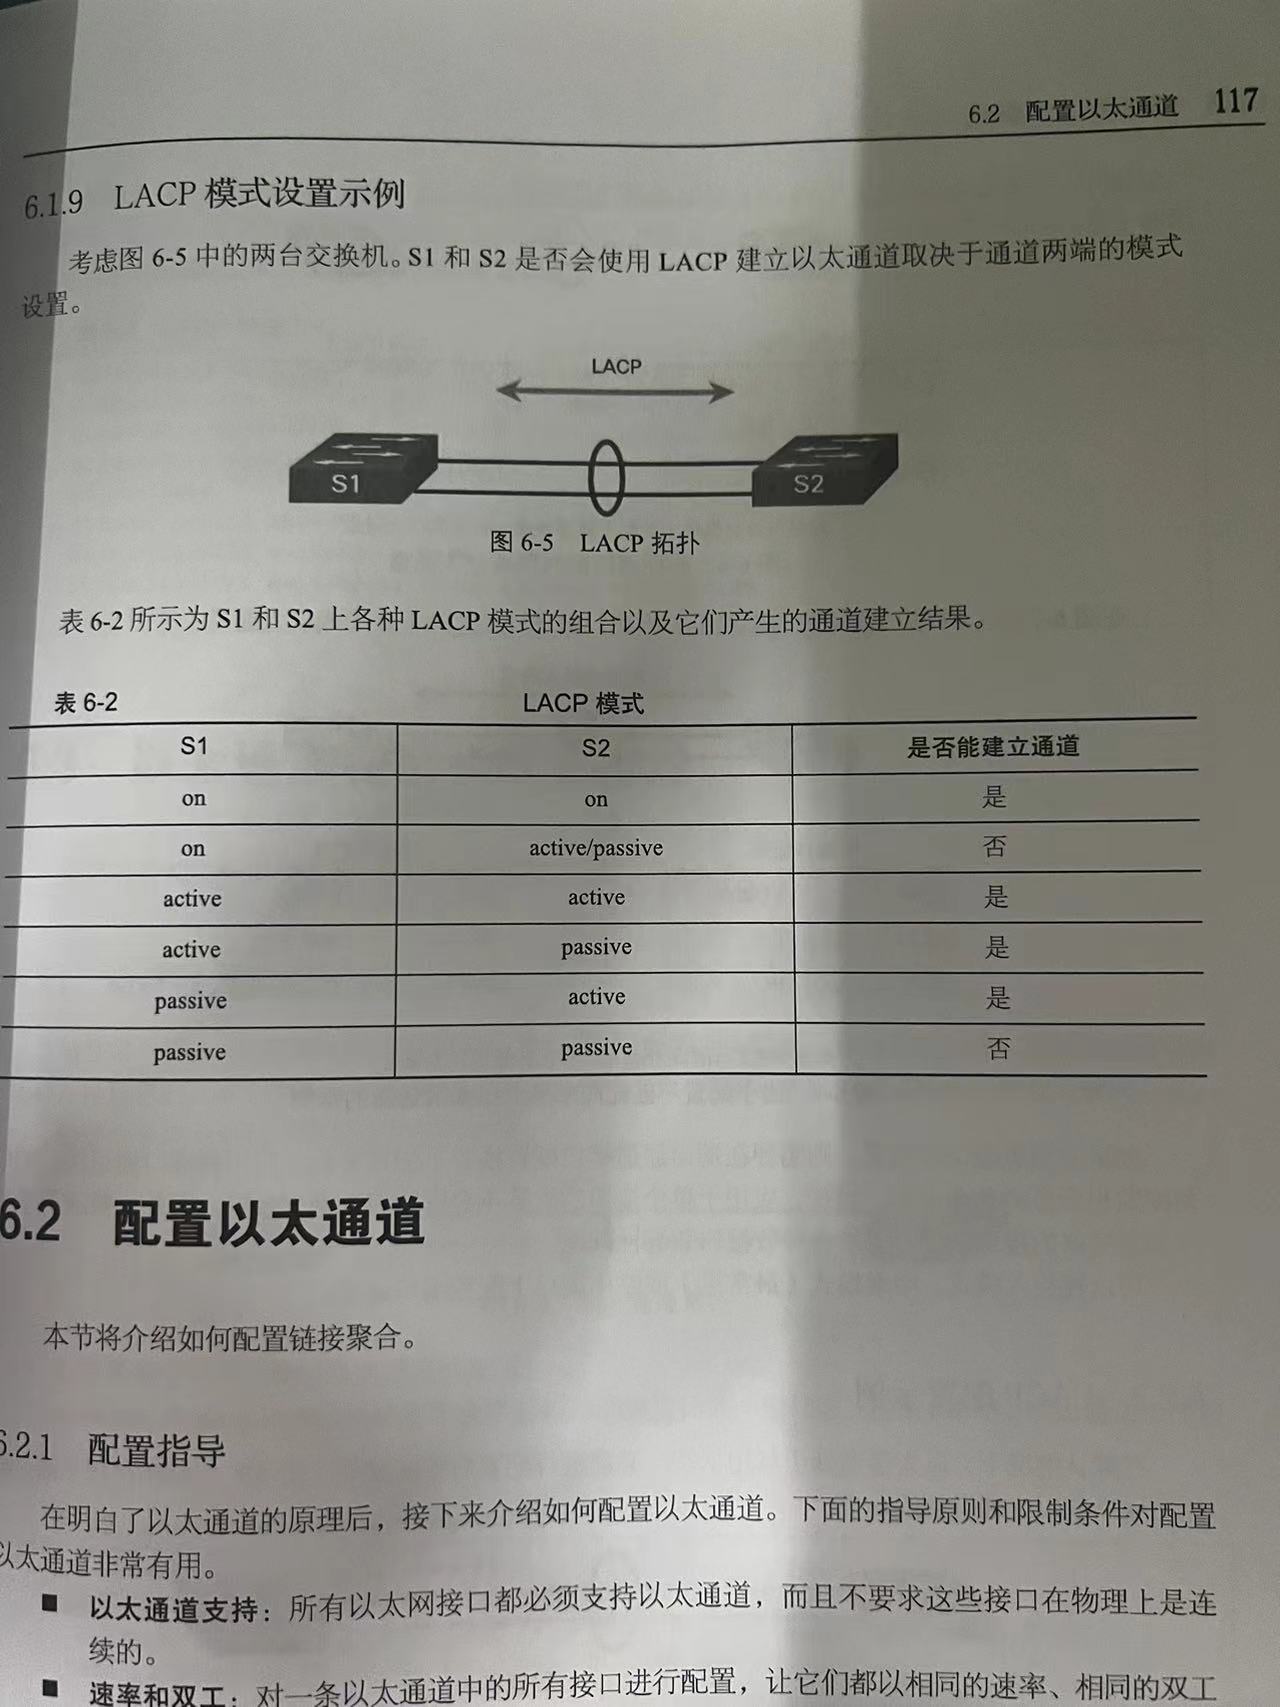 6.2 配置以太通道 117
6.1.9 LACP 模式设置示例
考虑图 6-5 中的两台交换机。S1 和 S2 是否会使用 LACP 建立以太通道取决于通道两端的模式
设置。
LACP
S1 S2
图 6-5 LACP 拓扑
表 6-2 所示为 S1 和 S2 上各种 LACP 模式的组合以及它们产生的通道建立结果。
表 6-2 LACP 模式
S1 S2 是否能建立通道
on on 是
on active/passive 否
active active 是
active passive 是
passive active 是
passive passive 否
6.2 配置以太通道
本节将介绍如何配置链接聚合。
6.2.1 配置指导
在明白了以太通道的原理后，接下来介绍如何配置以太通道。下面的指导原则和限制条件对配置
以太通道非常有用。
■ 以太通道支持：所有以太网接口都必须支持以太通道，而且不要求这些接口在物理上是连
续的。
■ 速率和双工：对一条以太通道中的所有接口进行配置，让它们都以相同的速率、相同的双工